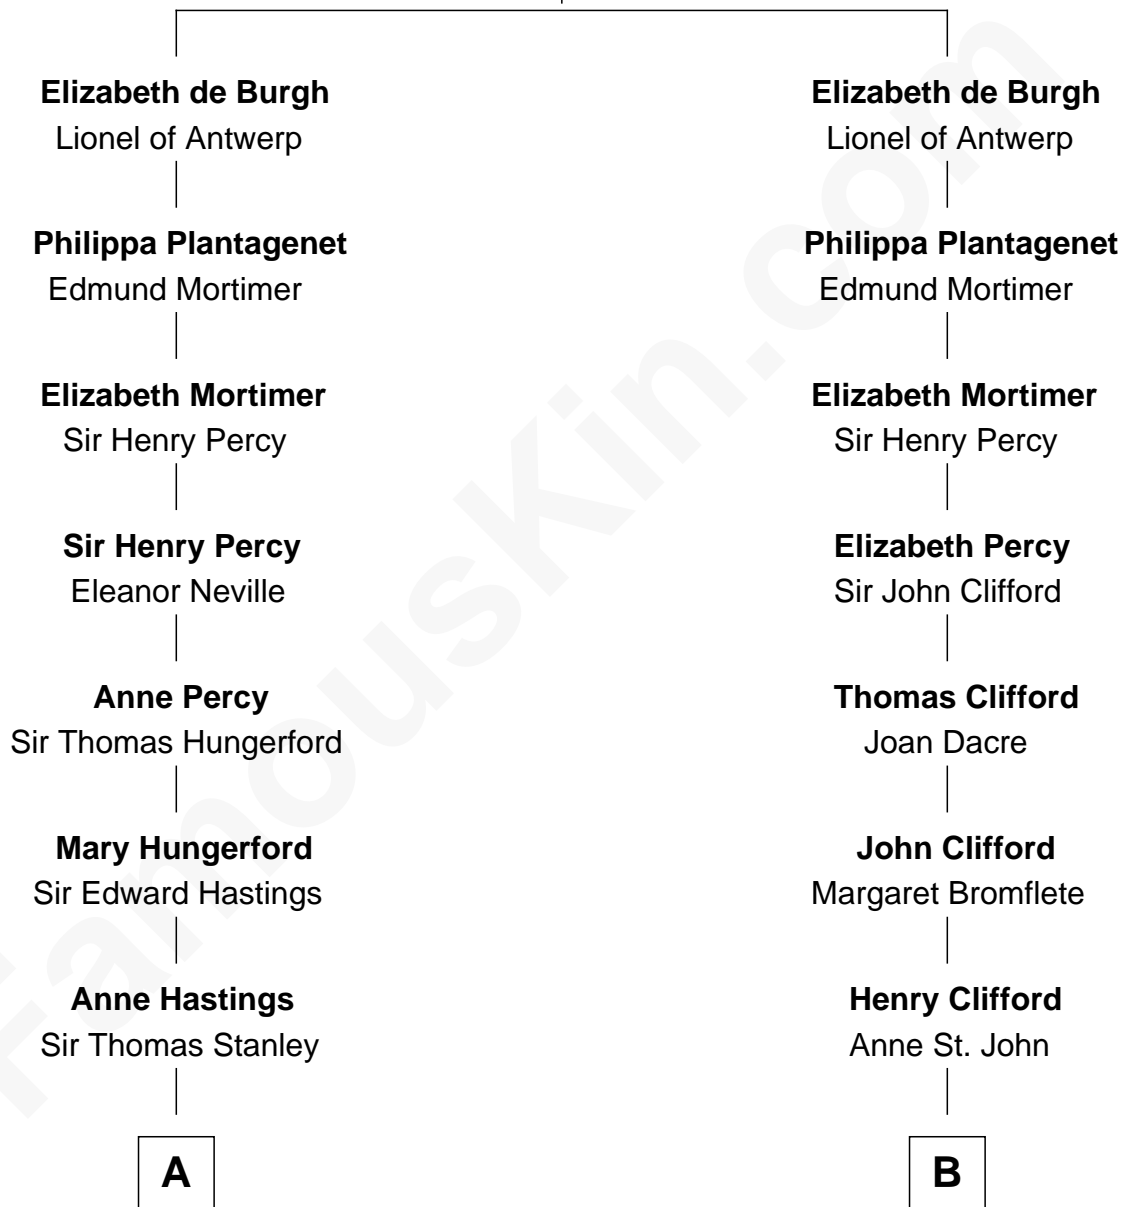 Elizabeth de Burgh
Lionel of Antwerp
Philippa Plantagenet
Edmund Mortimer
Elizabeth Mortimer
Sir Henry Percy
Sir Henry Percy
Eleanor Neville
Anne Percy
Sir Thomas Hungerford
Mary Hungerford
Sir Edward Hastings
Anne Hastings
Sir Thomas Stanley
A
Elizabeth de Burgh
Lionel of Antwerp
Philippa Plantagenet
Edmund Mortimer
Elizabeth Mortimer
Sir Henry Percy
Elizabeth Percy
Sir John Clifford
Thomas Clifford
Joan Dacre
John Clifford
Margaret Bromflete
Henry Clifford
Anne St. John
B
FamousKin.com